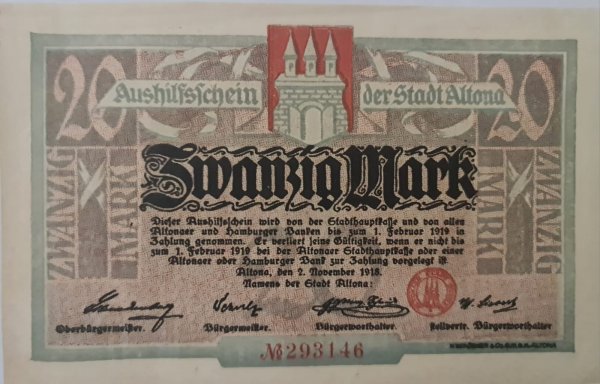 20 20
Aushilfsschein der Stadt Altona
ZWANZIG MARK MARK ZWANZIG
Zwanzig Mark
Dieser Aushilfsschein wird von der Stadthauptkasse und von allen
Altonaer und Hamburger Banken bis zum 1. Februar 1919 in
Zahlung genommen. Er verliert seine Gültigkeit, wenn er nicht bis
zum 1. Februar 1919 bei der Altonaer Stadthauptkasse oder einer
Altonaer oder Hamburger Bank zur Zahlung vorgelegt ist.
Altona, den 2. November 1918.
Namens der Stadt Altona:
Oberbürgermeister. Bürgermeister. Bürgerworthalter. stellvertr. Bürgerworthalter
№293146
ALTONA